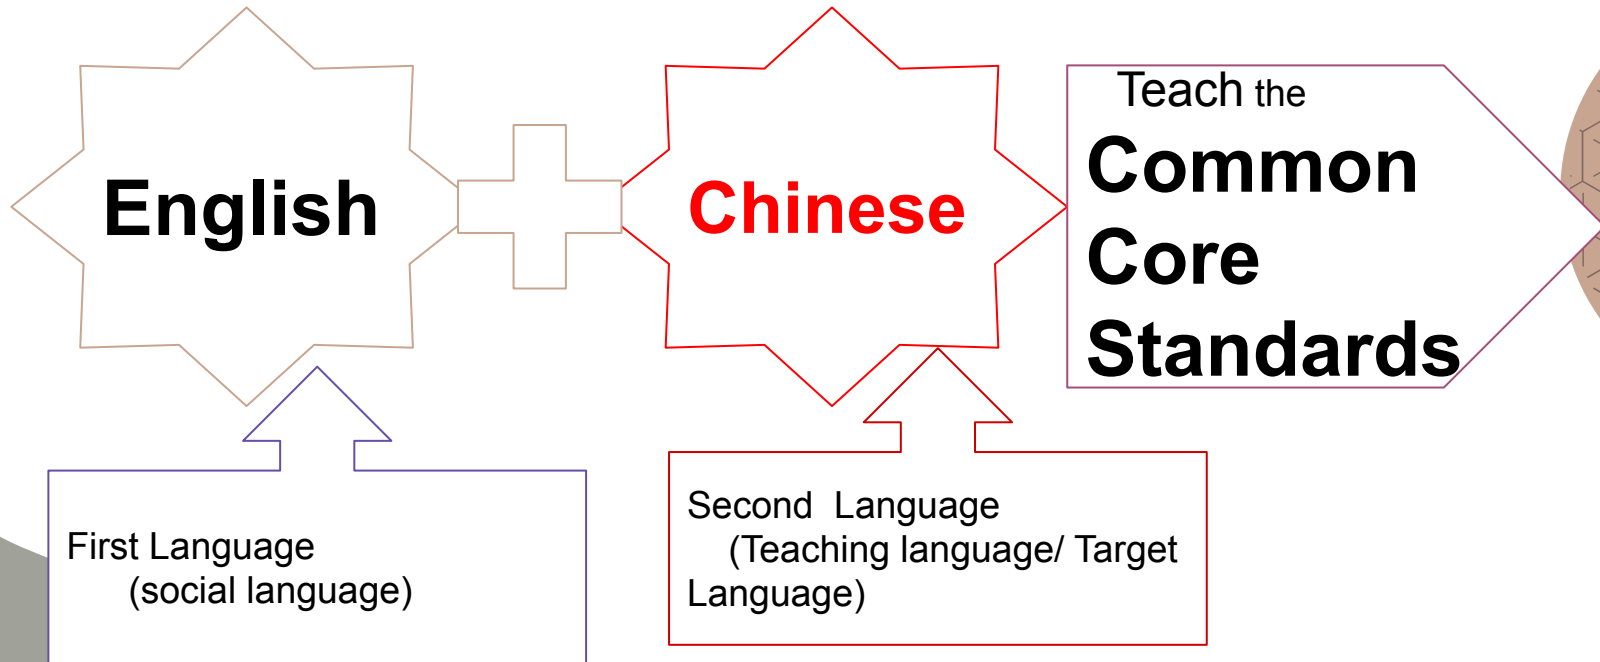 English
Chinese
Teach the
Common
Core
Standards
First Language
(social language)
Second Language
(Teaching language/ Target
Language)